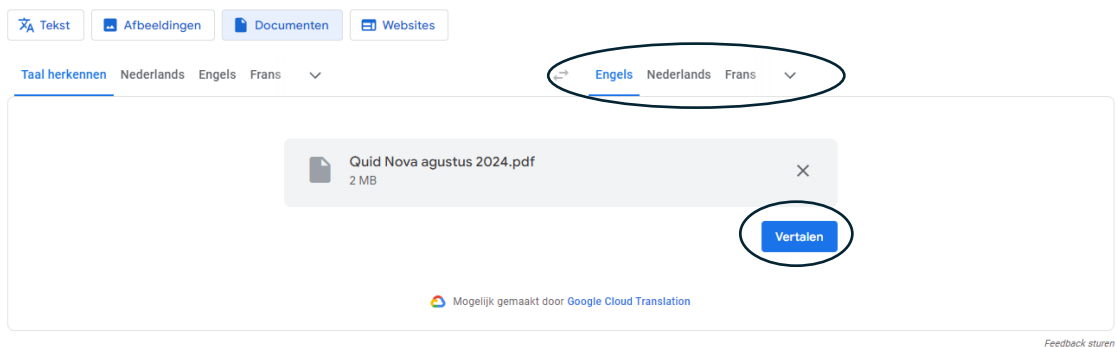 Tekst Afbeeldingen Documenten Websites
Taal herkennen Nederlands Engels Frans Engels Nederlands Frans
Quid Nova agustus 2024.pdf
2 MB
Vertalen
Mogelijk gemaakt door Google Cloud Translation
Feedback sturen